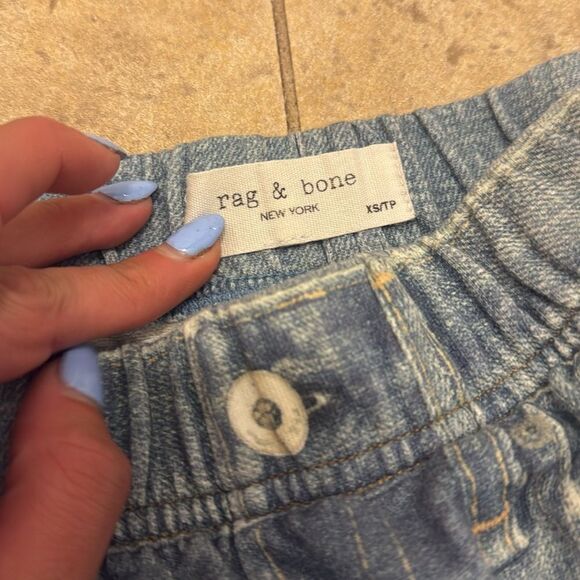 rag & bone
NEW YORK
XS/TP